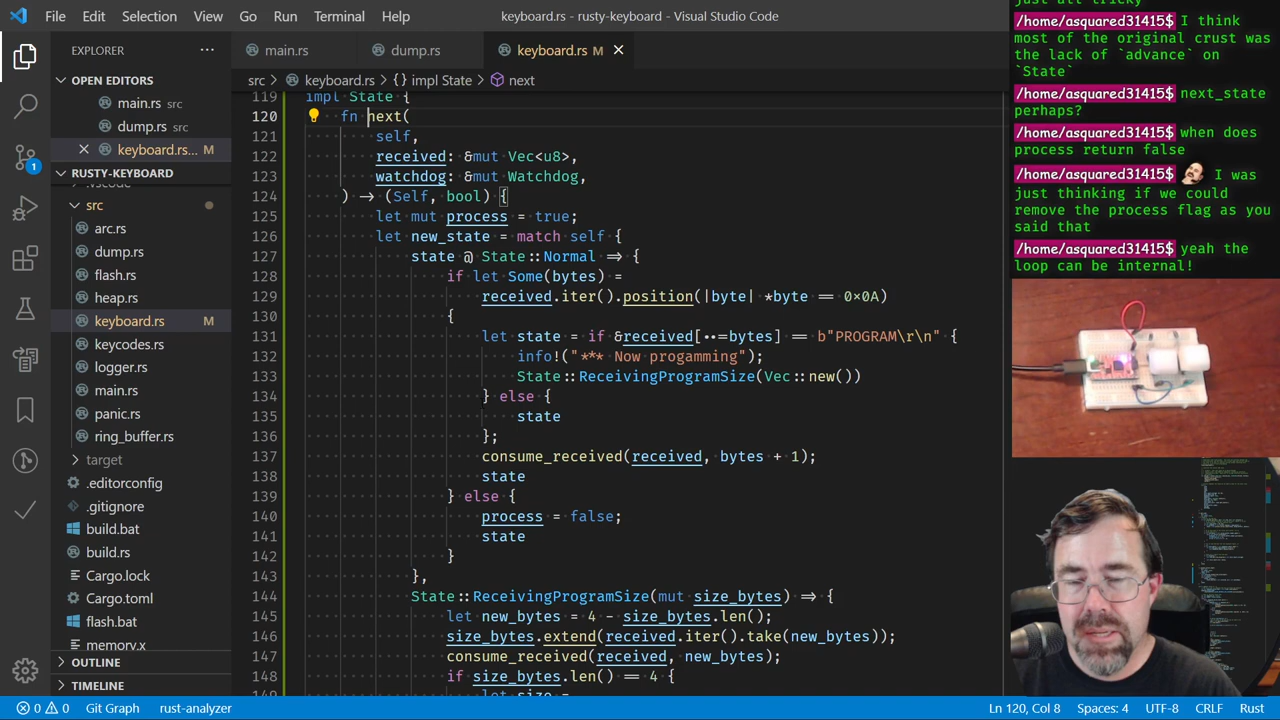 File Edit Selection View Go Run Terminal Help
keyboard.rs - rusty-keyboard - Visual Studio Code
EXPLORER
OPEN EDITORS
main.rs src
dump.rs src
keyboard.rs... M
RUSTY-KEYBOARD
.vscode
src
arc.rs
dump.rs
flash.rs
heap.rs
keyboard.rs M
keycodes.rs
logger.rs
main.rs
panic.rs
ring_buffer.rs
target
.editorconfig
.gitignore
build.bat
build.rs
Cargo.lock
Cargo.toml
flash.bat
memory.x
OUTLINE
TIMELINE
1
main.rs
dump.rs
keyboard.rs M
src > keyboard.rs > {} impl State > next
119 impl State {
120 fn next(
121 self,
122 received: &mut Vec<u8>,
123 watchdog: &mut Watchdog,
124 ) -> (Self, bool) {
125 let mut process = true;
126 let new_state = match self {
127 state @ State::Normal => {
128 if let Some(bytes) =
129 received.iter().position(|byte| *byte == 0x0A)
130 {
131 let state = if &received[..=bytes] == b"PROGRAM\r\n" {
132 info!("*** Now progamming");
133 State::ReceivingProgramSize(Vec::new())
134 } else {
135 state
136 };
137 consume_received(received, bytes + 1);
138 state
139 } else {
140 process = false;
141 state
142 }
143 },
144 State::ReceivingProgramSize(mut size_bytes) => {
145 let new_bytes = 4 - size_bytes.len();
146 size_bytes.extend(received.iter().take(new_bytes));
147 consume_received(received, new_bytes);
148 if size_bytes.len() == 4 {
let size =
just all tricky
/home/asquared31415$ I think
most of the original crust was
the lack of `advance` on
`State`
/home/asquared31415$ next_state
perhaps?
/home/asquared31415$ when does
process return false
/home/asquared31415$ I was
just thinking if we could
remove the process flag as you
said that
/home/asquared31415$ yeah the
loop can be internal!
0 0 Git Graph rust-analyzer
Ln 120, Col 8 Spaces: 4 UTF-8 CRLF Rust